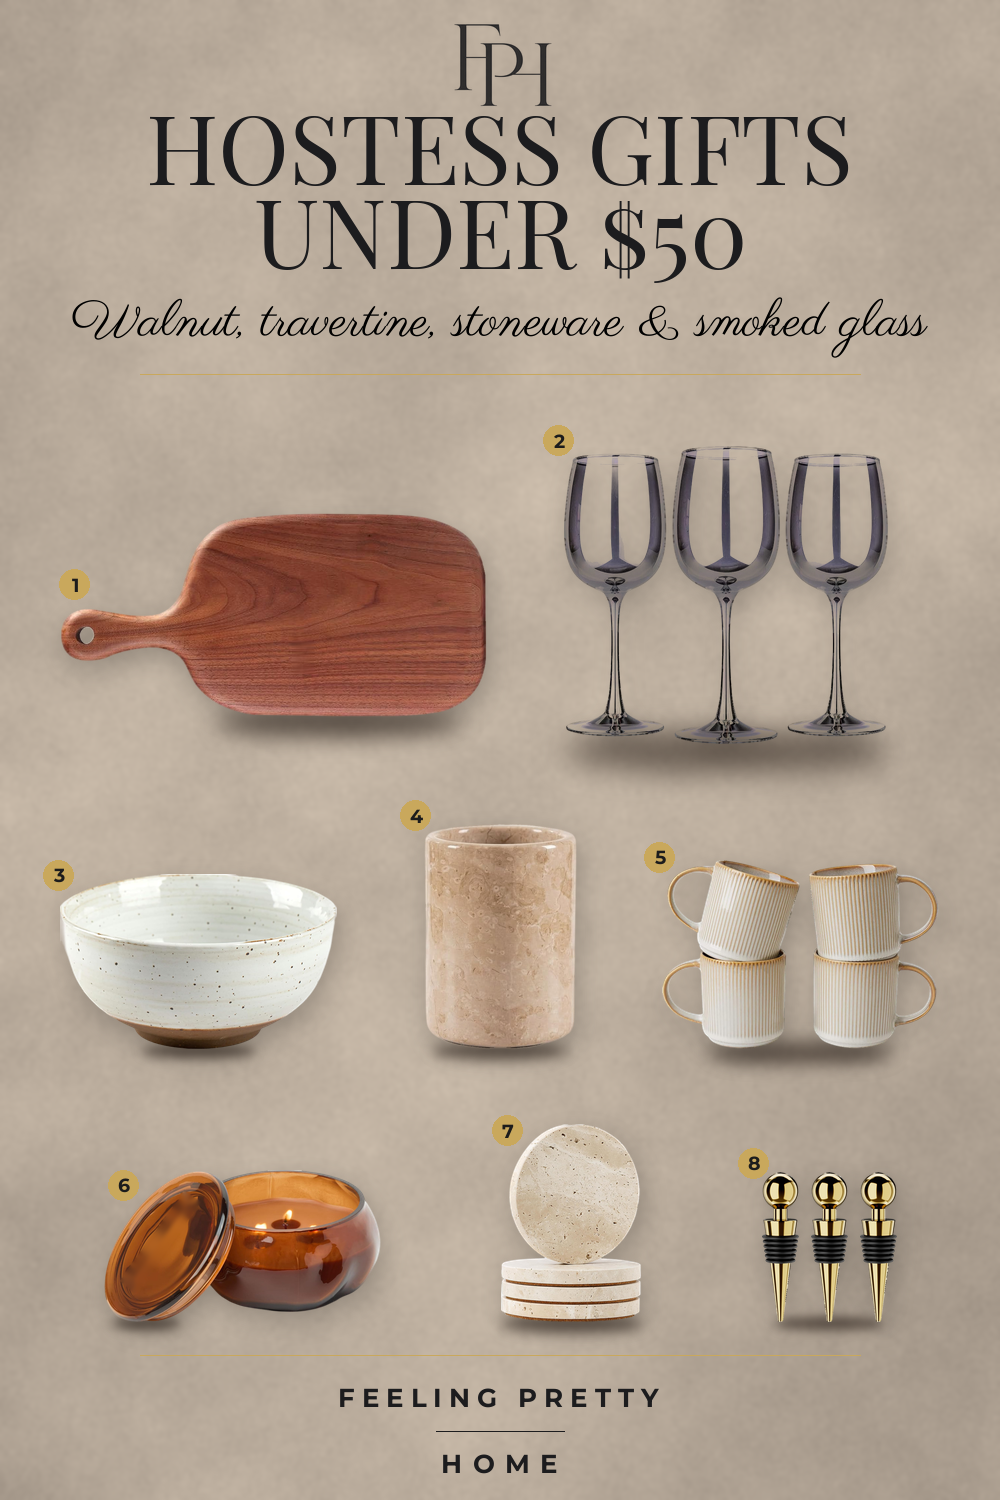 FPH
HOSTESS GIFTS
UNDER $50
Walnut, travertine, stoneware & smoked glass
1
2
3
4
5
6
7
8
FEELING PRETTY
HOME